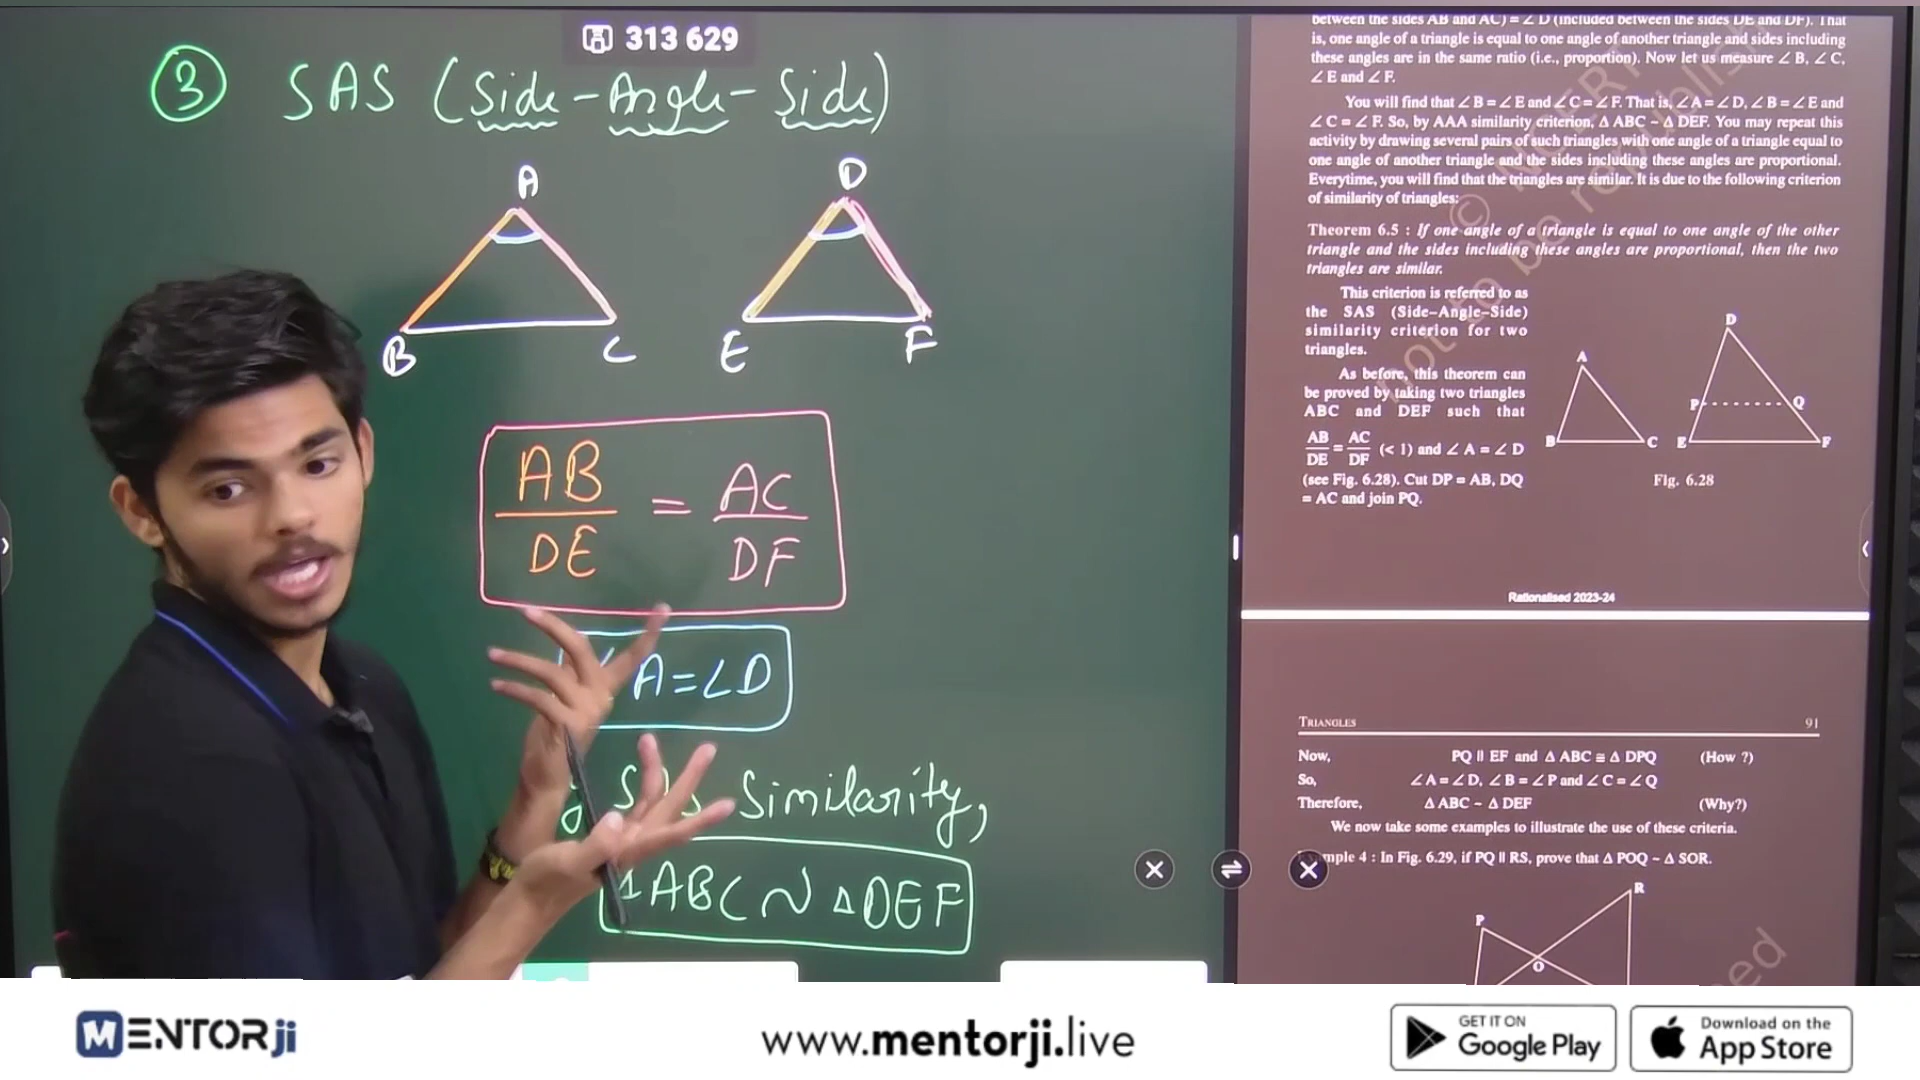 313 629
③ SAS (Side-Angle-Side)
A
D
B
C
E
F
AB/DE = AC/DF
A=∠D
SAS Similarity,
ΔABC ~ ΔDEF
between the sides AB and AC) = ∠ D (included between the sides DE and DF). That
is, one angle of a triangle is equal to one angle of another triangle and sides including
these angles are in the same ratio (i.e., proportion). Now let us measure ∠ B, ∠ C,
∠ E and ∠ F.
You will find that ∠ B = ∠ E and ∠ C = ∠ F. That is, ∠ A = ∠ D, ∠ B = ∠ E and
∠ C = ∠ F. So, by AAA similarity criterion, Δ ABC ~ Δ DEF. You may repeat this
activity by drawing several pairs of such triangles with one angle of a triangle equal to
one angle of another triangle and the sides including these angles are proportional.
Everytime, you will find that the triangles are similar. It is due to the following criterion
of similarity of triangles:
Theorem 6.5 : If one angle of a triangle is equal to one angle of the other
triangle and the sides including these angles are proportional, then the two
triangles are similar.
This criterion is referred to as
the SAS (Side–Angle–Side)
similarity criterion for two
triangles.
As before, this theorem can
be proved by taking two triangles
ABC and DEF such that
AB/DE = AC/DF (< 1) and ∠ A = ∠ D
(see Fig. 6.28). Cut DP = AB, DQ
= AC and join PQ.
A
B
C
D
P
Q
E
F
Fig. 6.28
Rationalised 2023-24
© NCERT
not to be republished
TRIANGLES 91
Now, PQ || EF and Δ ABC ≅ Δ DPQ (How ?)
So, ∠ A = ∠ D, ∠ B = ∠ P and ∠ C = ∠ Q
Therefore, Δ ABC ~ Δ DEF (Why?)
We now take some examples to illustrate the use of these criteria.
mple 4 : In Fig. 6.29, if PQ || RS, prove that Δ POQ ~ Δ SOR.
P
R
O
MENTORji
www.mentorji.live
GET IT ON
Google Play
Download on the
App Store